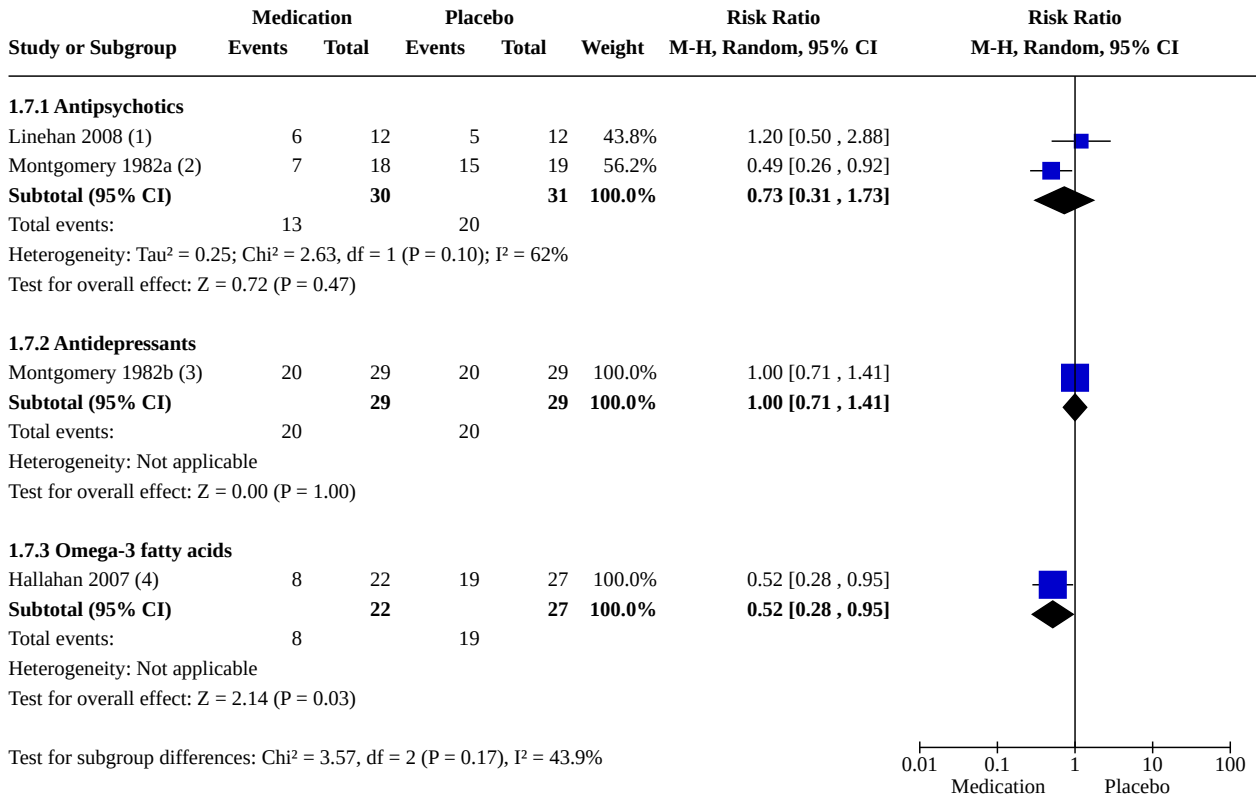 Medication Placebo Risk Ratio Risk Ratio
Study or Subgroup Events Total Events Total Weight M-H, Random, 95% CI M-H, Random, 95% CI
1.7.1 Antipsychotics
Linehan 2008 (1) 6 12 5 12 43.8% 1.20 [0.50 , 2.88]
Montgomery 1982a (2) 7 18 15 19 56.2% 0.49 [0.26 , 0.92]
Subtotal (95% CI) 30 31 100.0% 0.73 [0.31 , 1.73]
Total events: 13 20
Heterogeneity: Tau² = 0.25; Chi² = 2.63, df = 1 (P = 0.10); I² = 62%
Test for overall effect: Z = 0.72 (P = 0.47)
1.7.2 Antidepressants
Montgomery 1982b (3) 20 29 20 29 100.0% 1.00 [0.71 , 1.41]
Subtotal (95% CI) 29 29 100.0% 1.00 [0.71 , 1.41]
Total events: 20 20
Heterogeneity: Not applicable
Test for overall effect: Z = 0.00 (P = 1.00)
1.7.3 Omega-3 fatty acids
Hallahan 2007 (4) 8 22 19 27 100.0% 0.52 [0.28 , 0.95]
Subtotal (95% CI) 22 27 100.0% 0.52 [0.28 , 0.95]
Total events: 8 19
Heterogeneity: Not applicable
Test for overall effect: Z = 2.14 (P = 0.03)
Test for subgroup differences: Chi² = 3.57, df = 2 (P = 0.17), I² = 43.9%
0.01 0.1 1 10 100
Medication Placebo